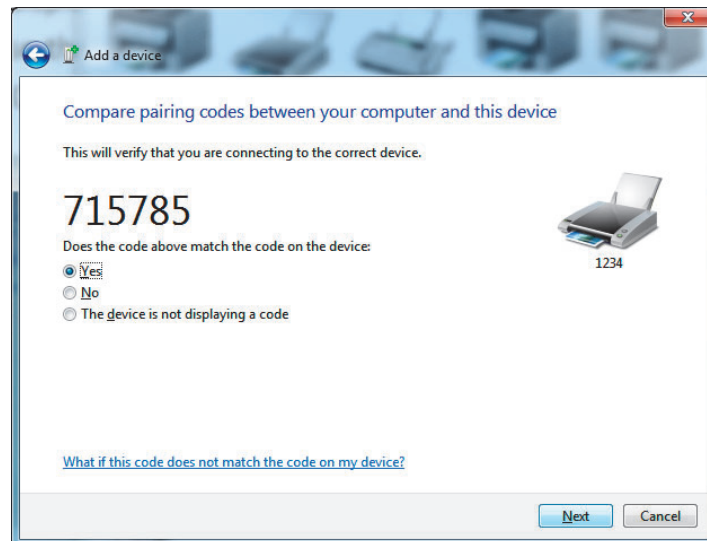 Add a device
Compare pairing codes between your computer and this device
This will verify that you are connecting to the correct device.
715785
Does the code above match the code on the device:
1234
Yes
No
The device is not displaying a code
What if this code does not match the code on my device?
Next
Cancel